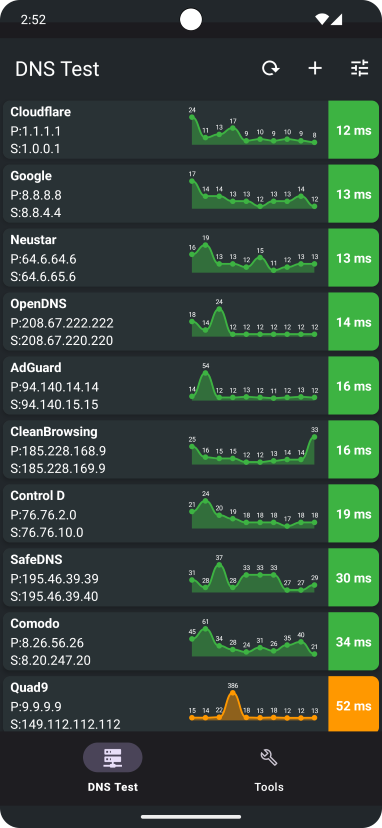 2:52
DNS Test
Cloudflare
P:1.1.1.1
S:1.0.0.1
24 11 13 17 9 10 9 10 9 8
12 ms
Google
P:8.8.8.8
S:8.8.4.4
17 14 14 13 13 12 13 13 14 12
13 ms
Neustar
P:64.6.64.6
S:64.6.65.6
16 19 13 13 12 15 11 12 13 13
13 ms
OpenDNS
P:208.67.222.222
S:208.67.220.220
18 14 24 12 12 12 12 12 12 12
14 ms
AdGuard
P:94.140.14.14
S:94.140.15.15
14 54 12 12 13 12 11 12 13 12
16 ms
CleanBrowsing
P:185.228.168.9
S:185.228.169.9
25 16 15 15 12 12 13 14 14 33
16 ms
Control D
P:76.76.2.0
S:76.76.10.0
21 24 20 19 18 18 18 17 18 18
19 ms
SafeDNS
P:195.46.39.39
S:195.46.39.40
31 28 37 28 33 33 33 27 27 29
30 ms
Comodo
P:8.26.56.26
S:8.20.247.20
45 61 34 28 24 31 26 35 40 21
34 ms
Quad9
P:9.9.9.9
S:149.112.112.112
15 14 22 386 18 13 18 12 12 13
52 ms
DNS Test
Tools